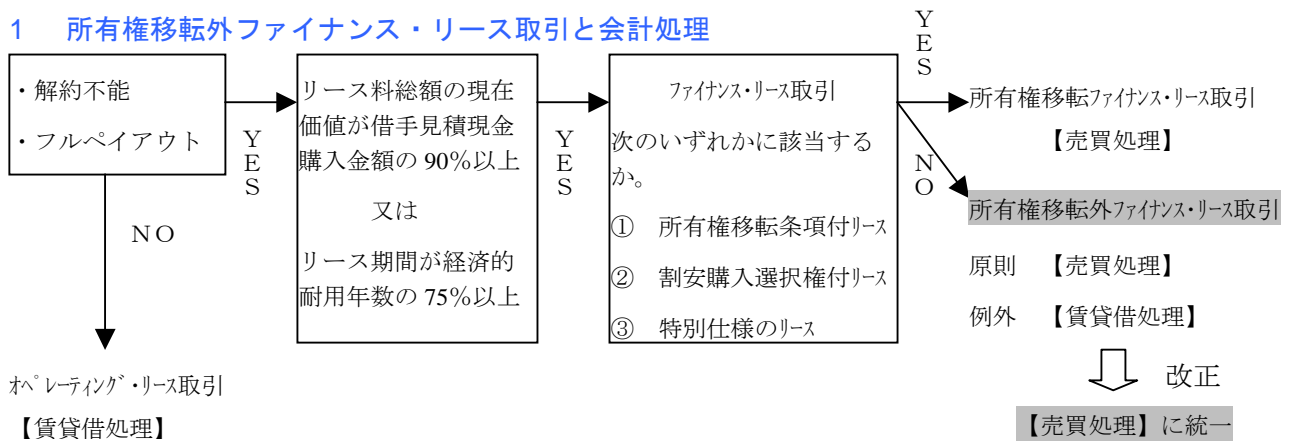 1 所有権移転外ファイナンス・リース取引と会計処理
・解約不能
・フルペイアウト
NO
オペレーティング・リース取引
【賃貸借処理】
YES
リース料総額の現在
価値が借手見積現金
購入金額の 90%以上
又は
リース期間が経済的
耐用年数の 75%以上
YES
ファイナンス・リース取引
次のいずれかに該当する
か。
① 所有権移転条項付リース
② 割安購入選択権付リース
③ 特別仕様のリース
YES
所有権移転ファイナンス・リース取引
【売買処理】
NO
所有権移転外ファイナンス・リース取引
原則 【売買処理】
例外 【賃貸借処理】
改正
【売買処理】に統一